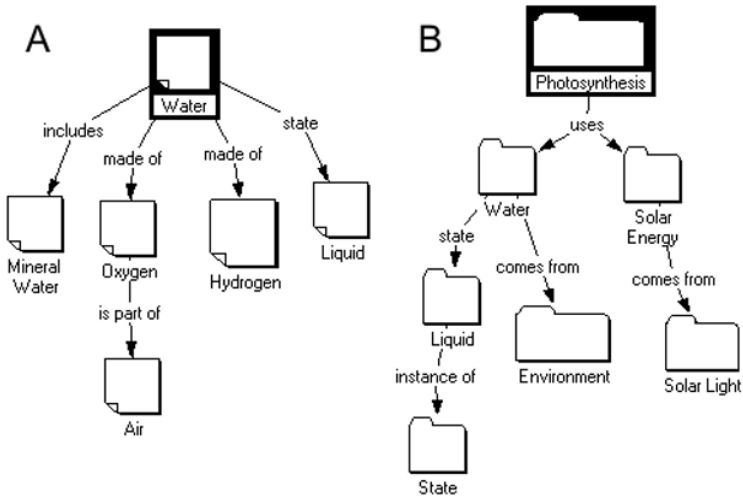 A
Water
includes
made of
made of
state
Mineral
Water
Oxygen
Hydrogen
Liquid
is part of
Air
B
Photosynthesis
uses
Water
Solar
Energy
state
comes from
comes from
Liquid
Environment
Solar Light
instance of
State